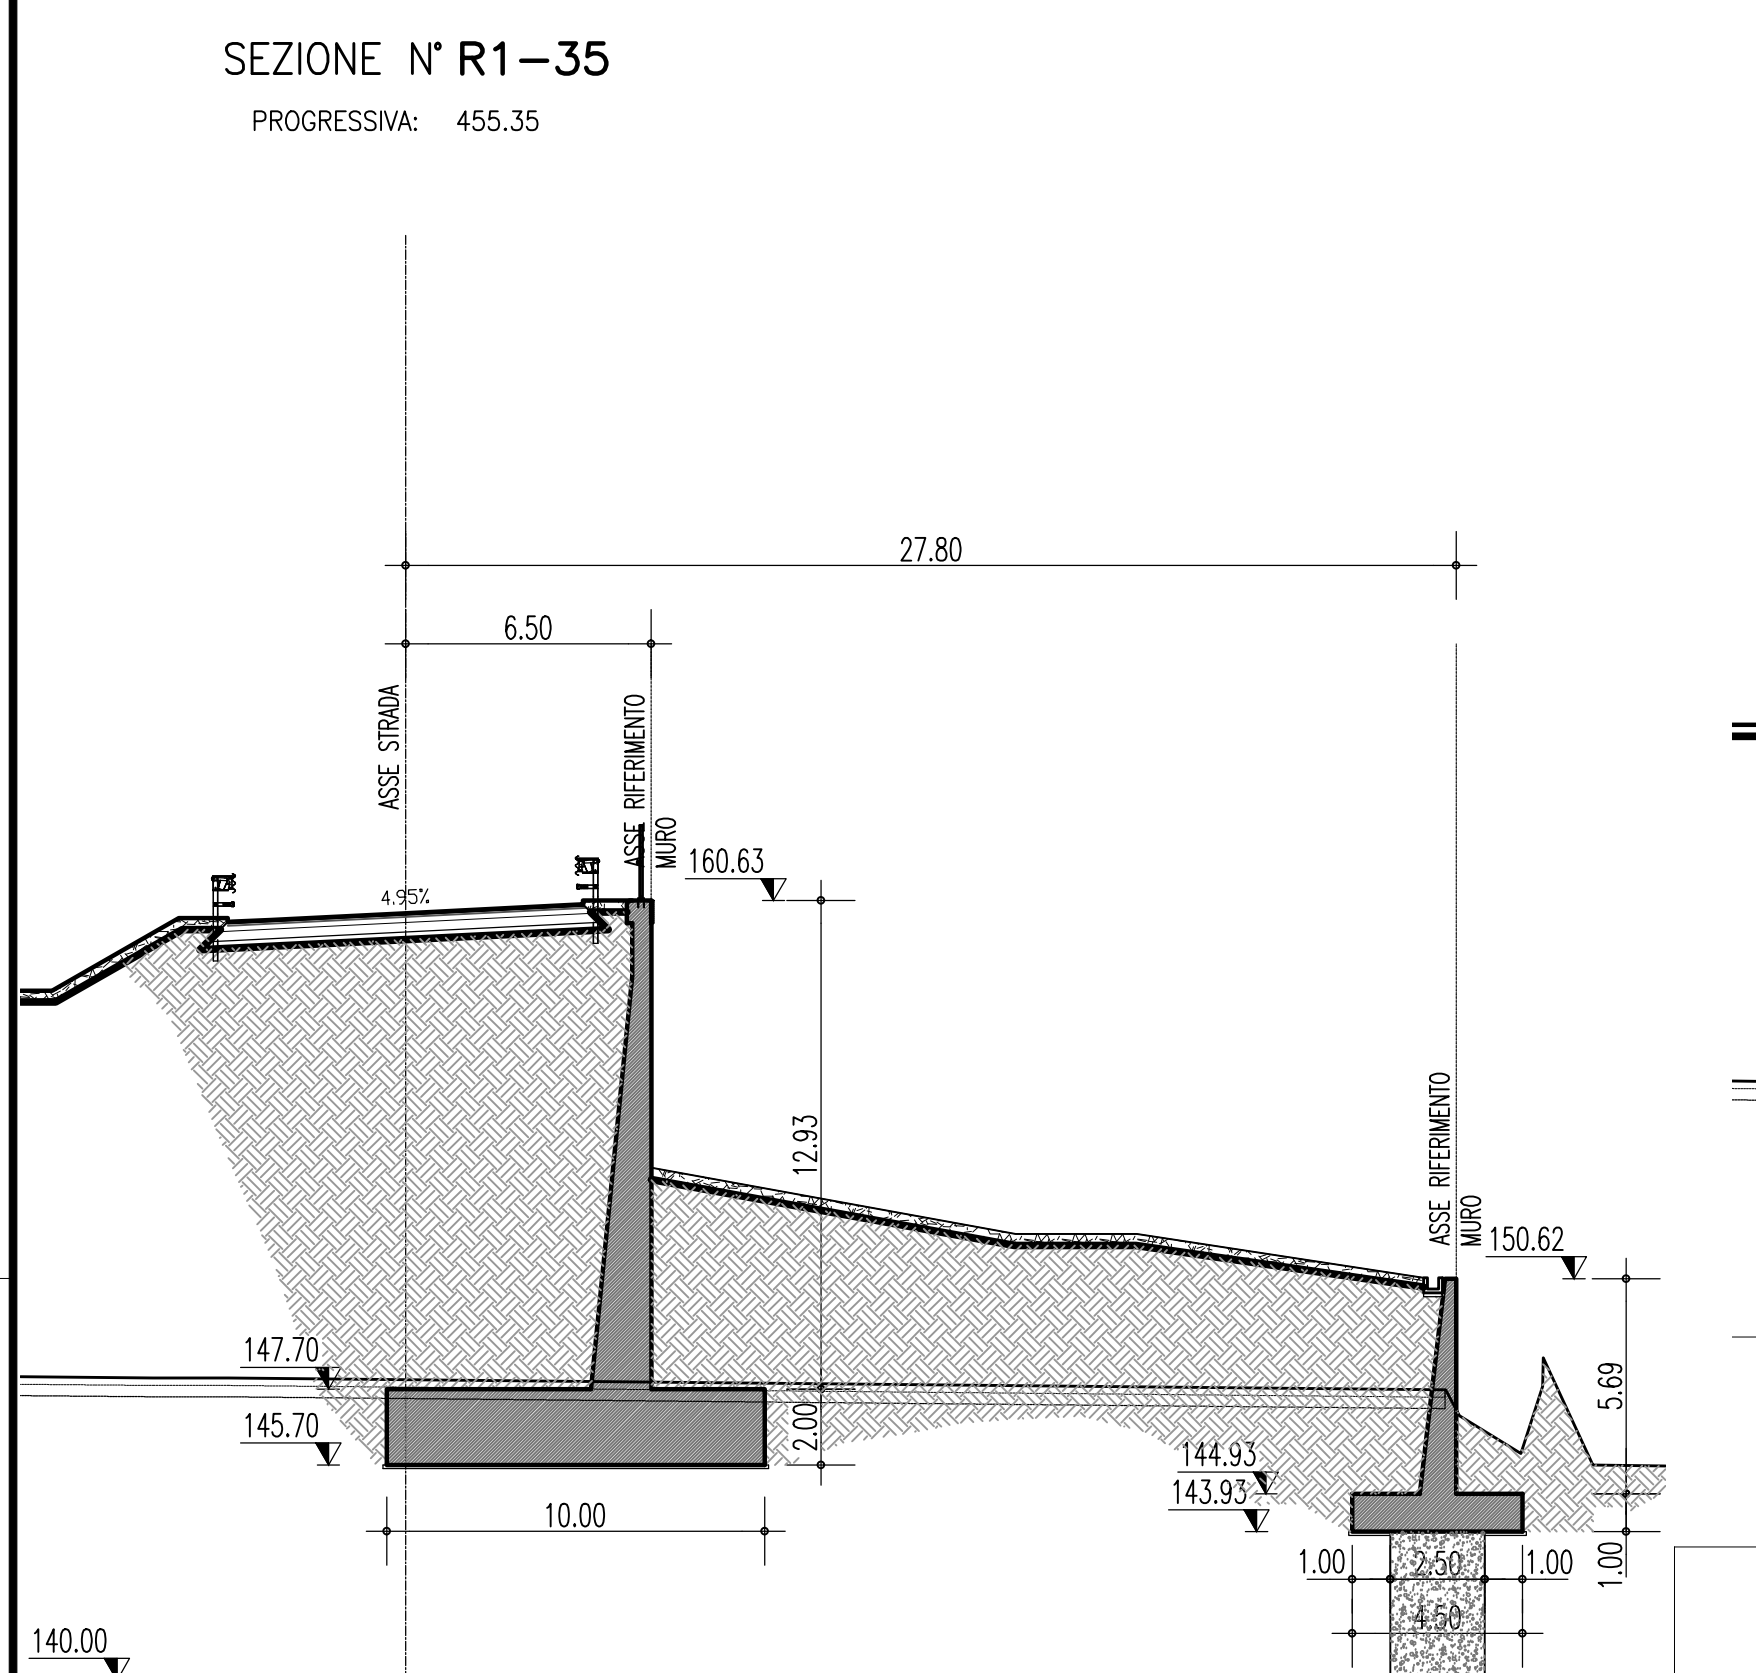 SEZIONE N° R1-35
PROGRESSIVA: 455.35
27.80
6.50
ASSE STRADA
ASSE RIFERIMENTO
MURO
160.63
4.95%
12.93
ASSE RIFERIMENTO
MURO
150.62
147.70
5.69
145.70
2.00
144.93
143.93
10.00
1.00
2.50
1.00
1.00
4.50
140.00